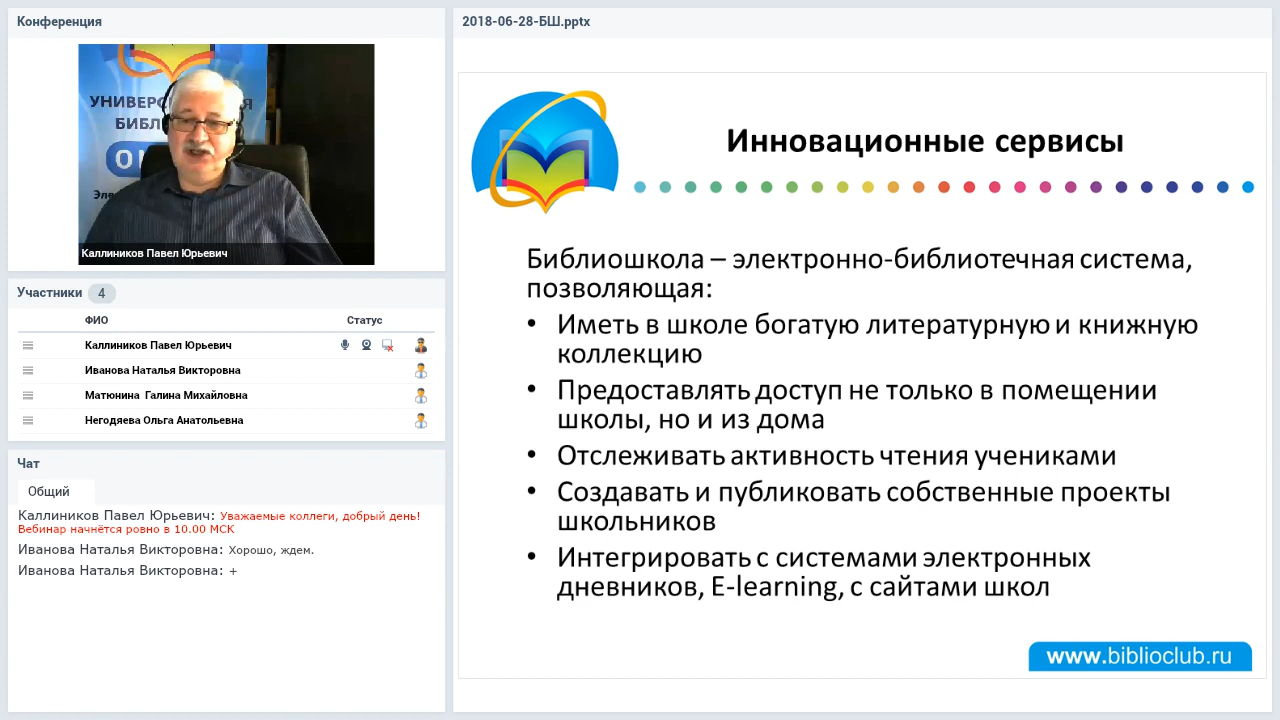 Конференция
УНИВЕРС
АЯ
БИБЛ
Эле
Каллиников Павел Юрьевич
Участники 4
ФИО Статус
Каллиников Павел Юрьевич
Иванова Наталья Викторовна
Матюнина Галина Михайловна
Негодяева Ольга Анатольевна
Чат
Общий
Каллиников Павел Юрьевич: Уважаемые коллеги, добрый день!
Вебинар начнётся ровно в 10.00 МСК
Иванова Наталья Викторовна: Хорошо, ждем.
Иванова Наталья Викторовна: +
2018-06-28-БШ.pptx
Инновационные сервисы
Библиошкола – электронно-библиотечная система,
позволяющая:
• Иметь в школе богатую литературную и книжную
коллекцию
• Предоставлять доступ не только в помещении
школы, но и из дома
• Отслеживать активность чтения учениками
• Создавать и публиковать собственные проекты
школьников
• Интегрировать с системами электронных
дневников, E-learning, с сайтами школ
www.biblioclub.ru